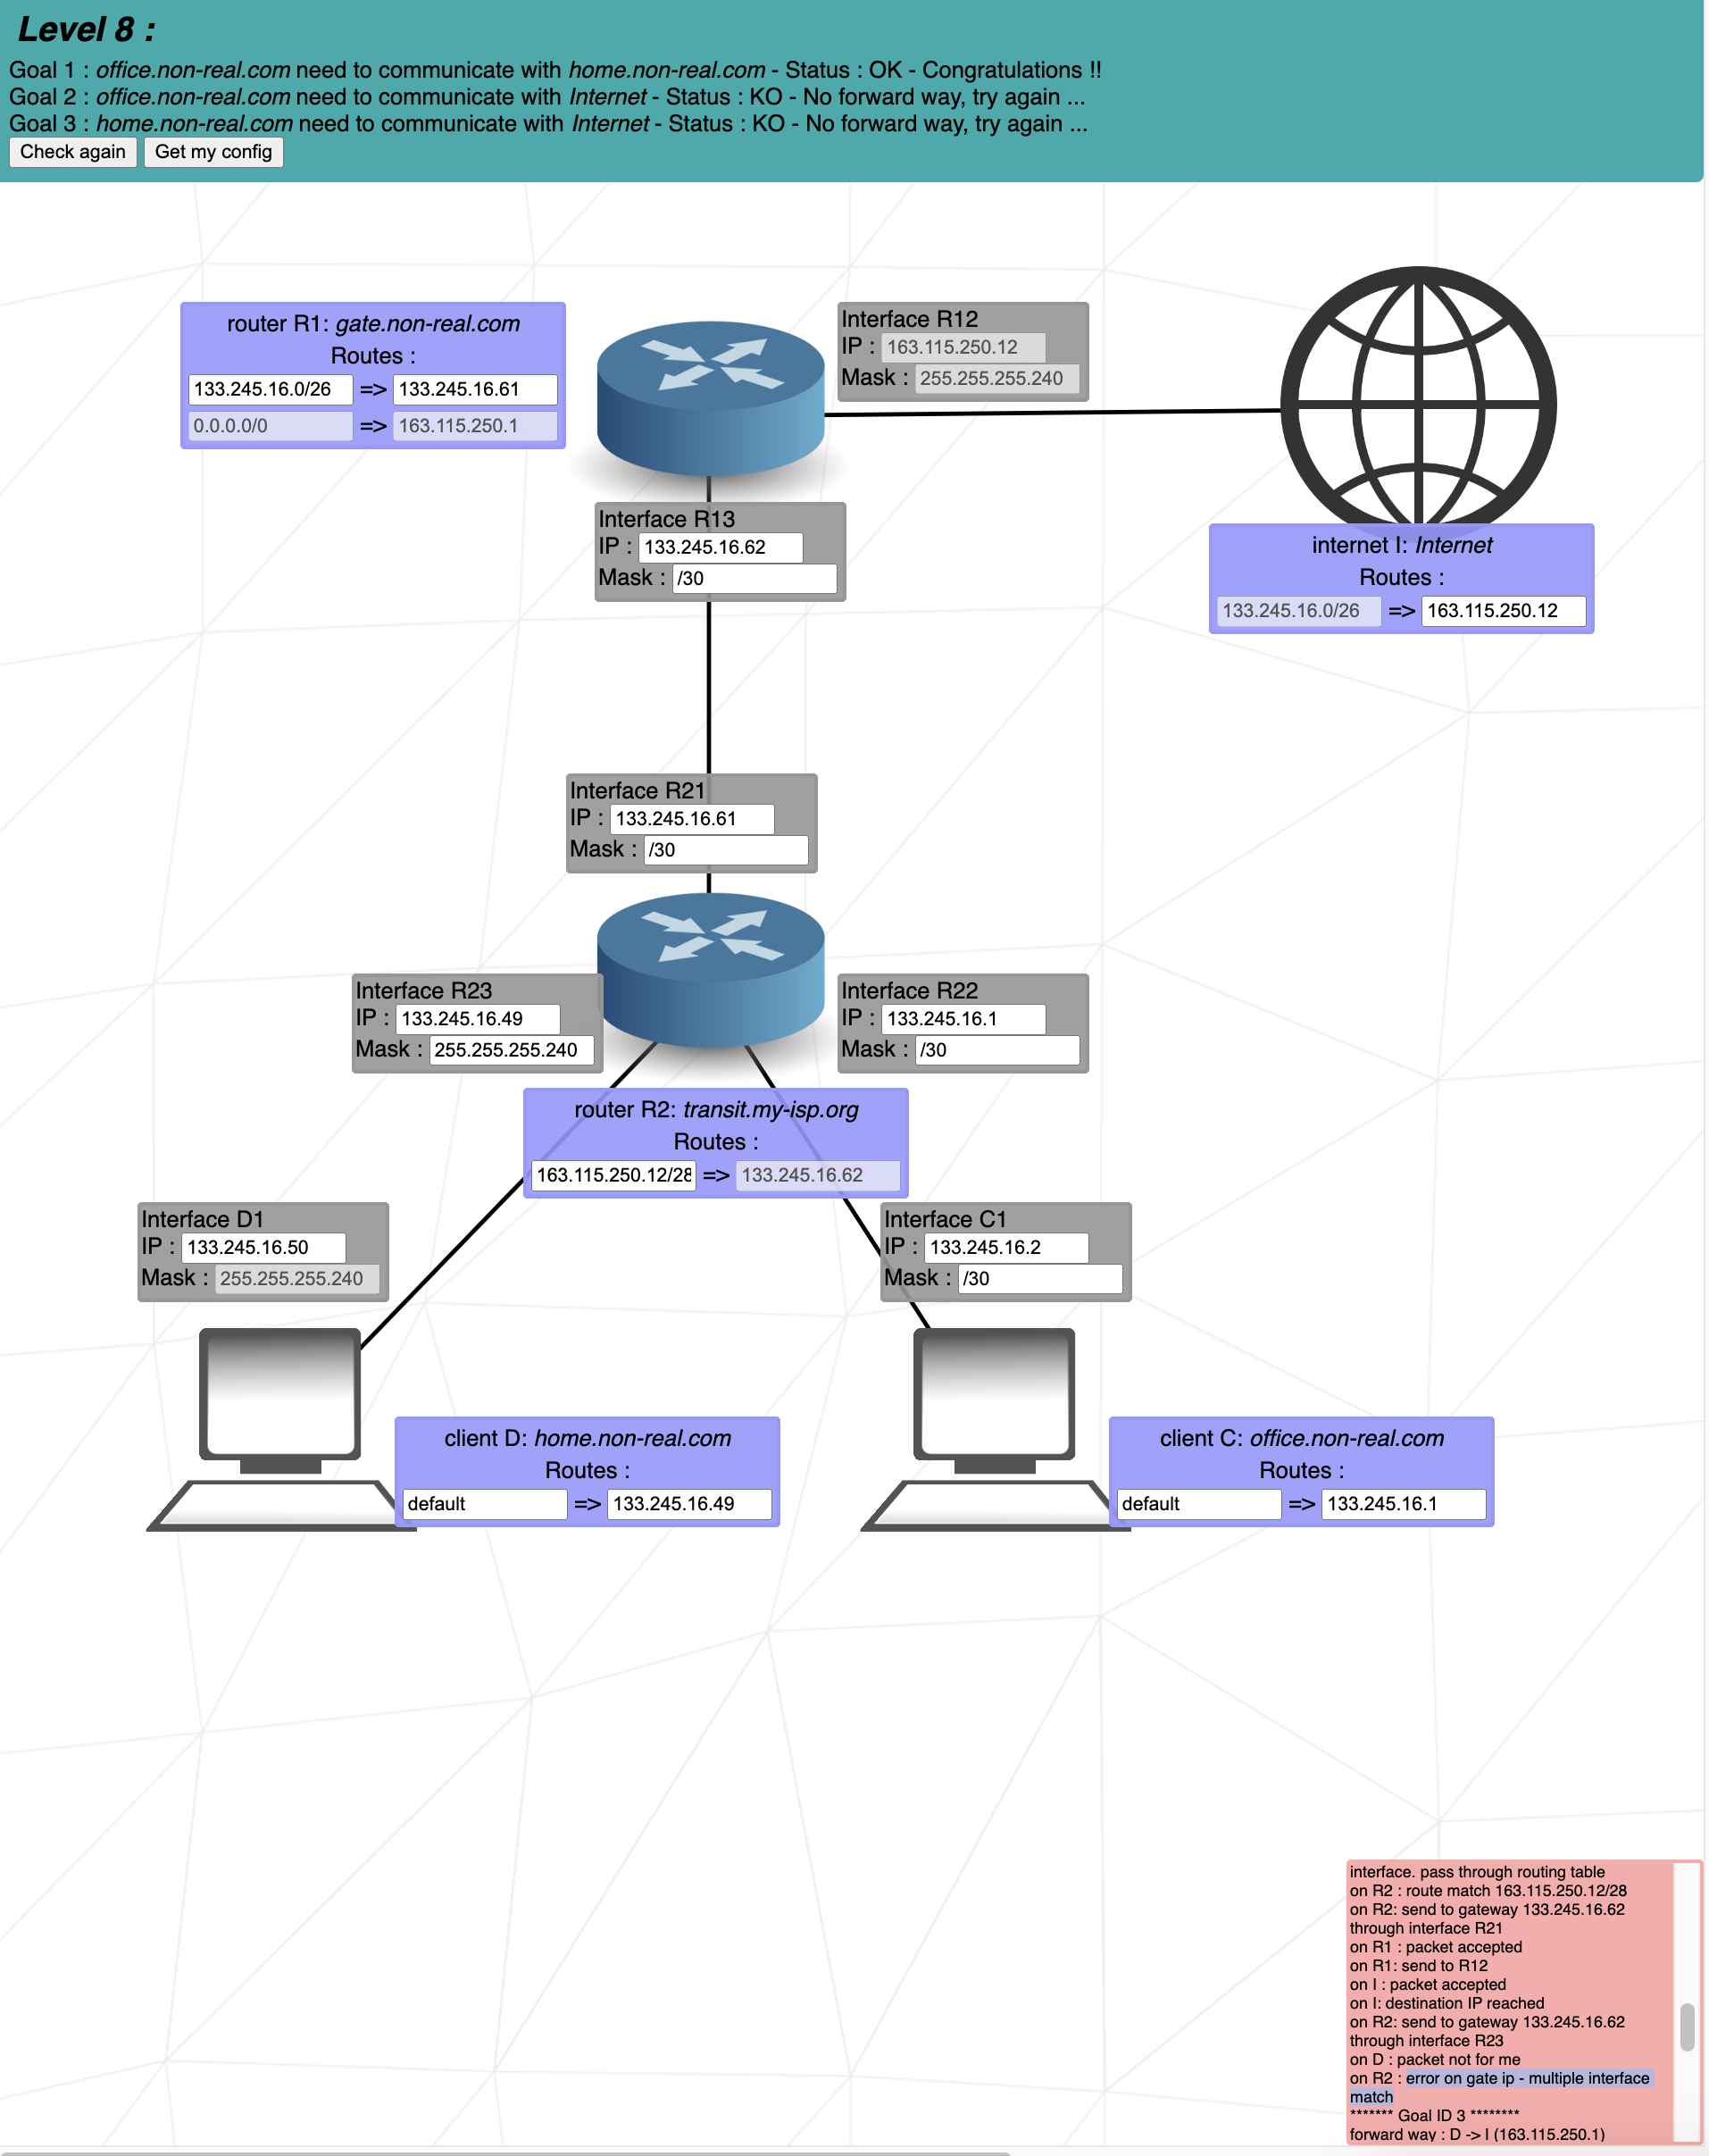 Level 8 :
Goal 1 : office.non-real.com need to communicate with home.non-real.com - Status : OK - Congratulations !!
Goal 2 : office.non-real.com need to communicate with Internet - Status : KO - No forward way, try again ...
Goal 3 : home.non-real.com need to communicate with Internet - Status : KO - No forward way, try again ...
Check again Get my config
router R1: gate.non-real.com
Routes :
133.245.16.0/26 => 133.245.16.61
0.0.0.0/0 => 163.115.250.1
Interface R12
IP : 163.115.250.12
Mask : 255.255.255.240
Interface R13
IP : 133.245.16.62
Mask : /30
internet I: Internet
Routes :
133.245.16.0/26 => 163.115.250.12
Interface R21
IP : 133.245.16.61
Mask : /30
Interface R23
IP : 133.245.16.49
Mask : 255.255.255.240
Interface R22
IP : 133.245.16.1
Mask : /30
router R2: transit.my-isp.org
Routes :
163.115.250.12/28 => 133.245.16.62
Interface D1
IP : 133.245.16.50
Mask : 255.255.255.240
Interface C1
IP : 133.245.16.2
Mask : /30
client D: home.non-real.com
Routes :
default => 133.245.16.49
client C: office.non-real.com
Routes :
default => 133.245.16.1
interface. pass through routing table
on R2 : route match 163.115.250.12/28
on R2: send to gateway 133.245.16.62
through interface R21
on R1 : packet accepted
on R1: send to R12
on I : packet accepted
on I: destination IP reached
on R2: send to gateway 133.245.16.62
through interface R23
on D : packet not for me
on R2 : error on gate ip - multiple interface
match
******* Goal ID 3 ********
forward way : D -> I (163.115.250.1)